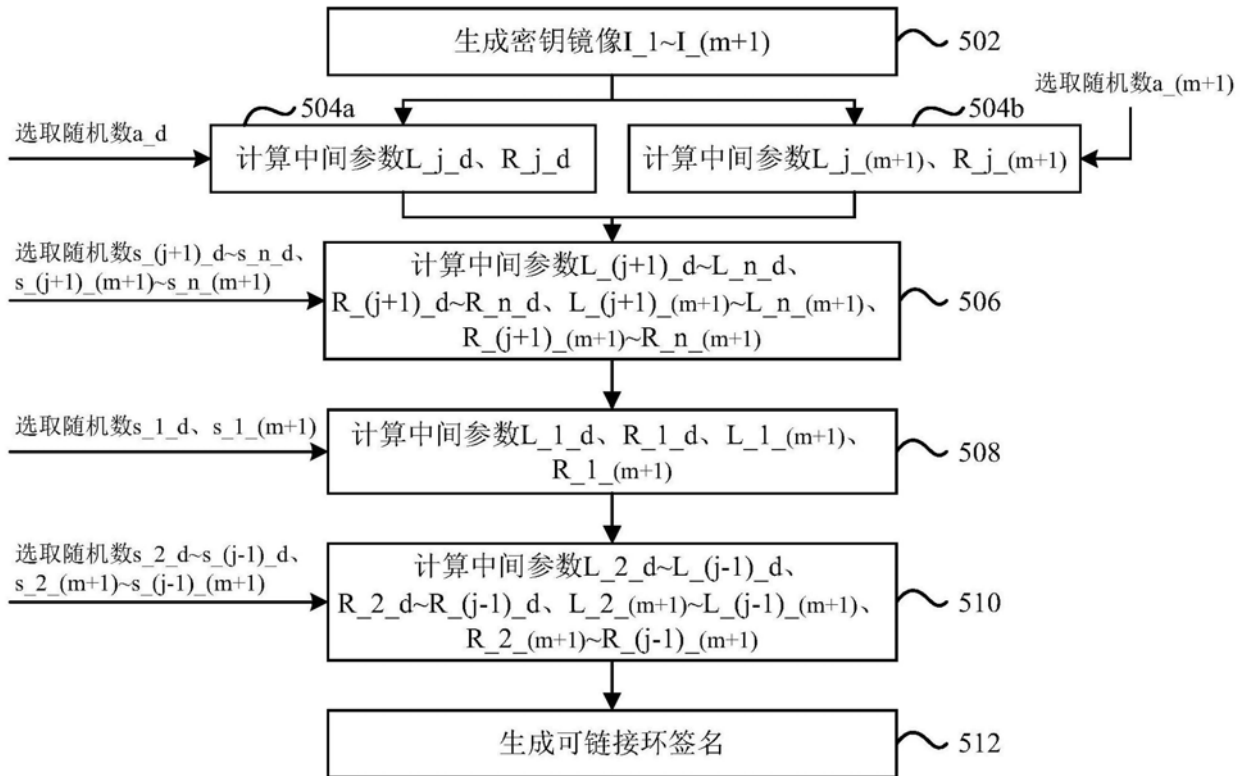 生成密钥镜像I_1~I_(m+1)
502
选取随机数a_(m+1)
504a
504b
选取随机数a_d
计算中间参数L_j_d、R_j_d
计算中间参数L_j_(m+1)、R_j_(m+1)
选取随机数s_(j+1)_d~s_n_d、
s_(j+1)_(m+1)~s_n_(m+1)
计算中间参数L_(j+1)_d~L_n_d、
R_(j+1)_d~R_n_d、L_(j+1)_(m+1)~L_n_(m+1)、
R_(j+1)_(m+1)~R_n_(m+1)
506
选取随机数s_1_d、s_1_(m+1)
计算中间参数L_1_d、R_1_d、L_1_(m+1)、
R_1_(m+1)
508
选取随机数s_2_d~s_(j-1)_d、
s_2_(m+1)~s_(j-1)_(m+1)
计算中间参数L_2_d~L_(j-1)_d、
R_2_d~R_(j-1)_d、L_2_(m+1)~L_(j-1)_(m+1)、
R_2_(m+1)~R_(j-1)_(m+1)
510
生成可链接环签名
512